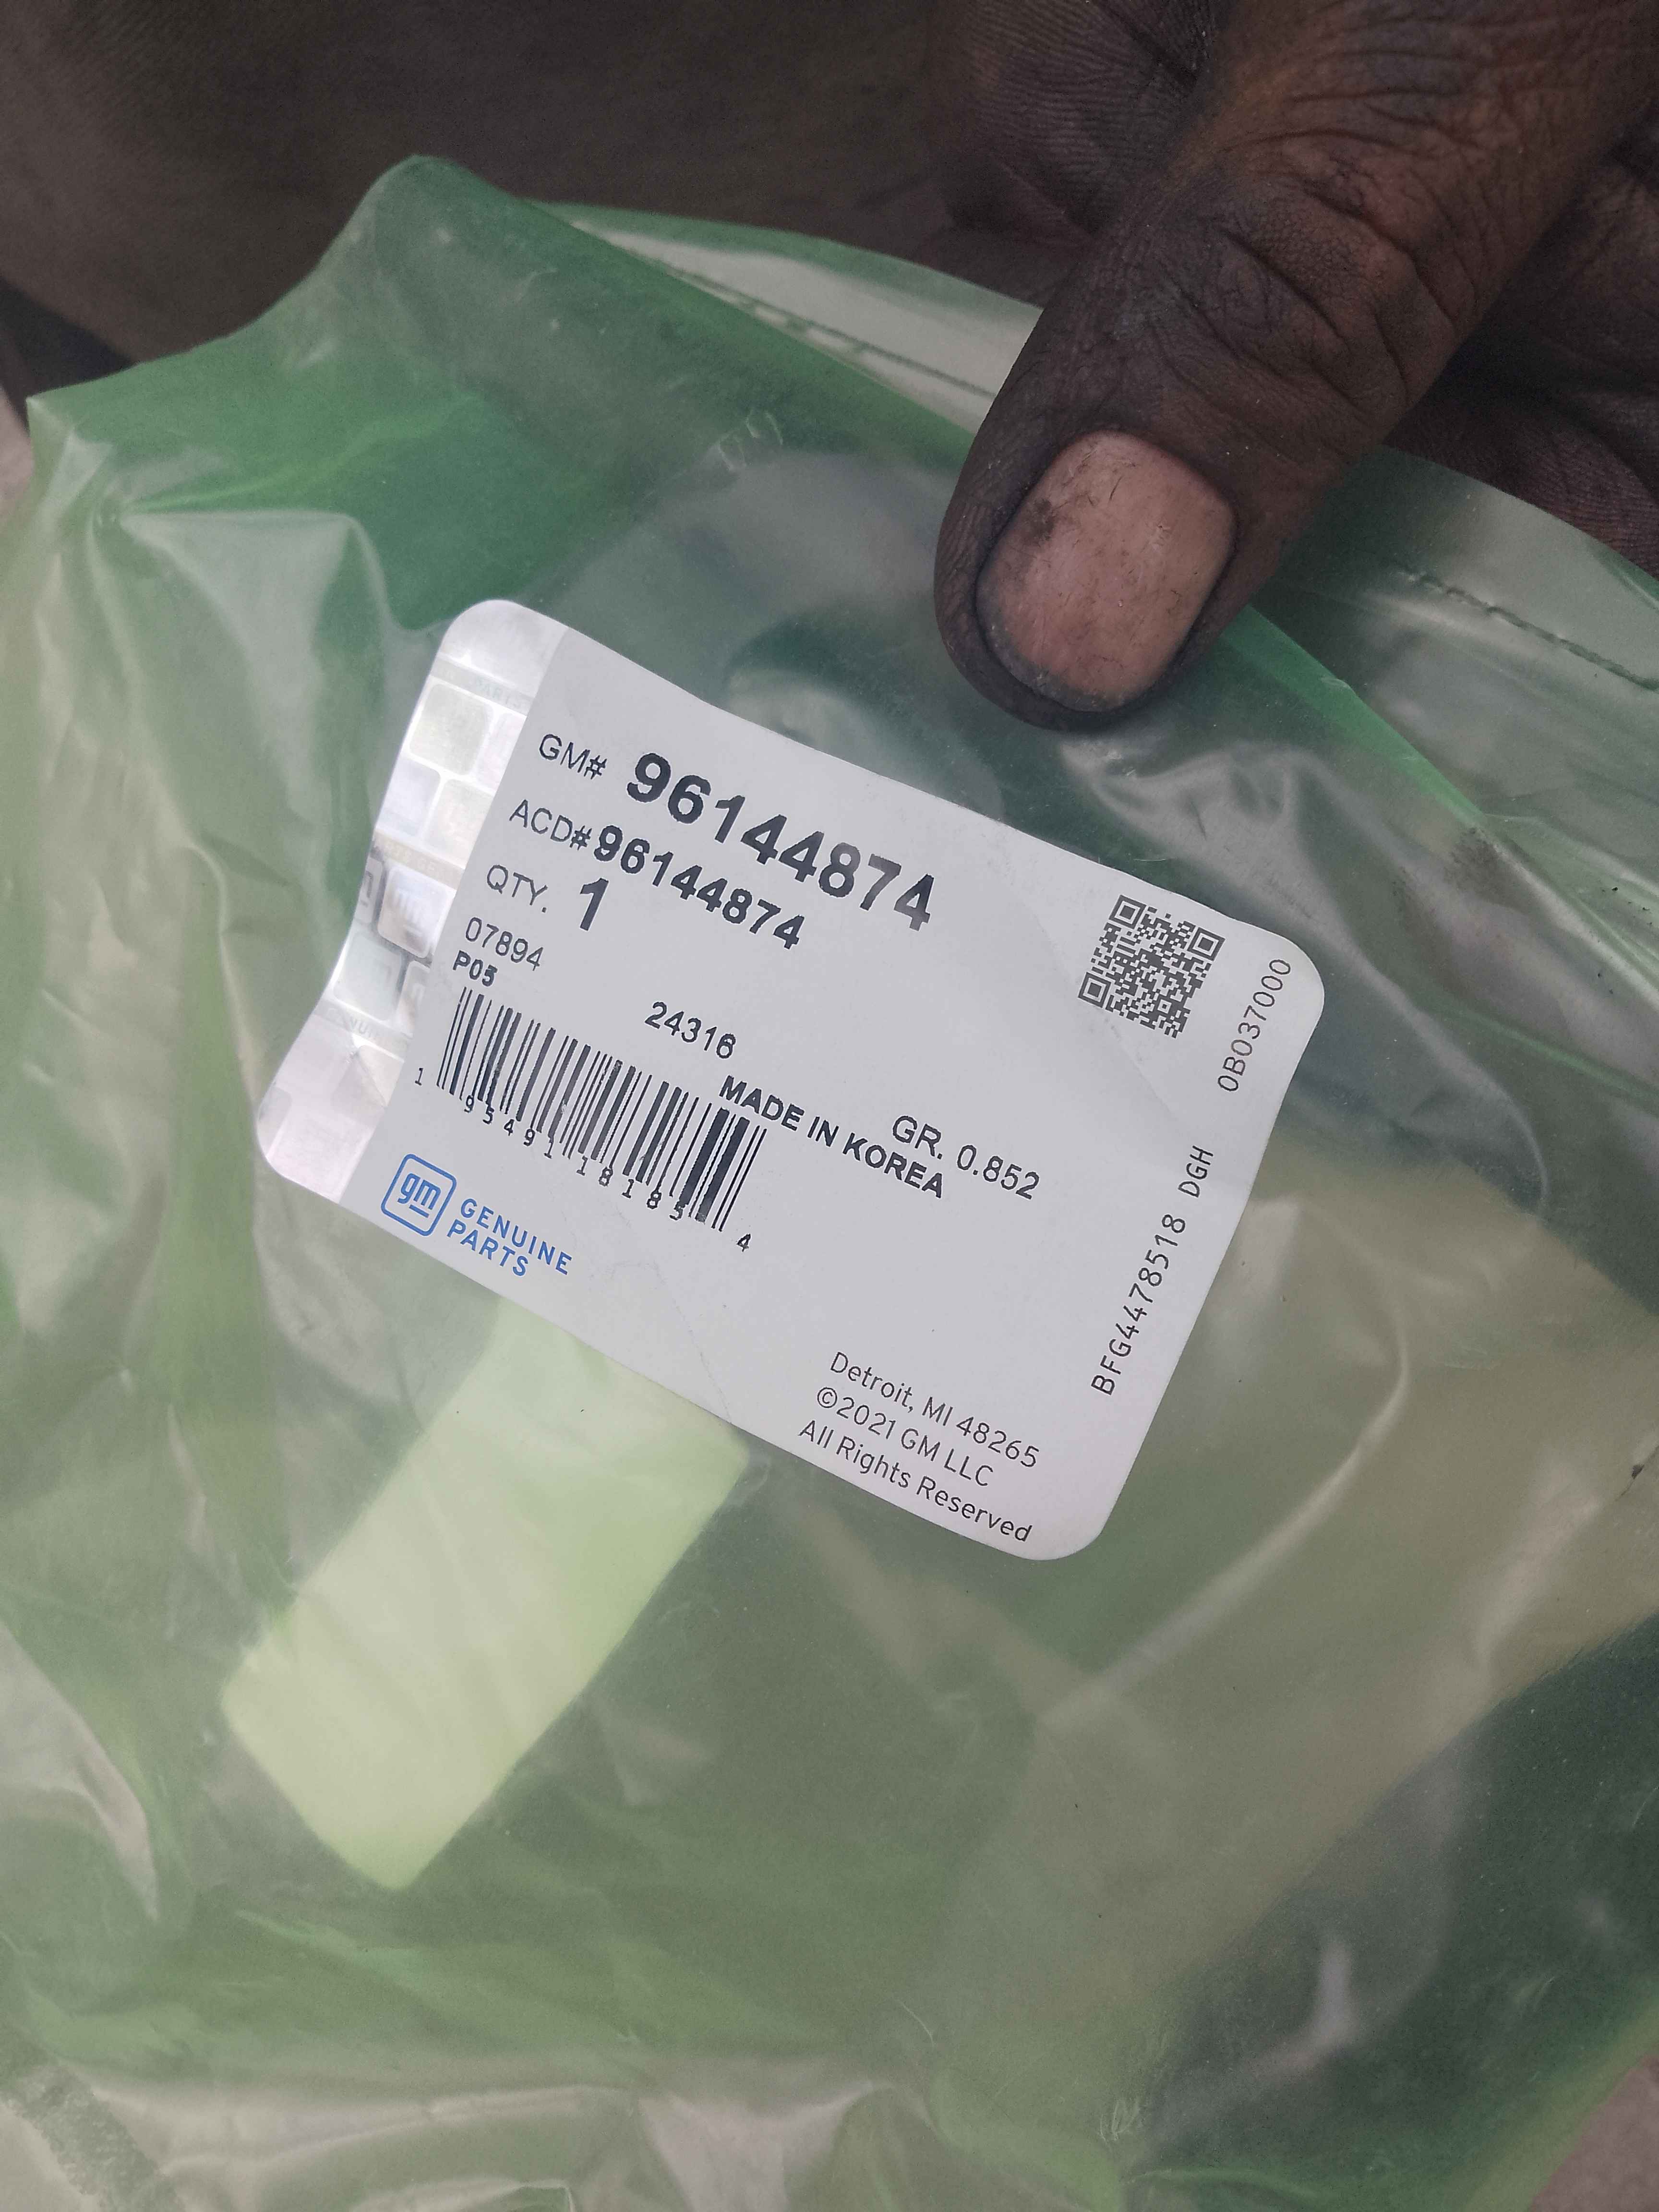 GM# 96144874
ACD# 96144874
QTY. 1
07894
P05
24316
GR. 0.852
MADE IN KOREA
1 95491 18185 4
gm GENUINE
PARTS
Detroit, MI 48265
©2021 GM LLC
All Rights Reserved
BFG4478518 DGH 0B037000